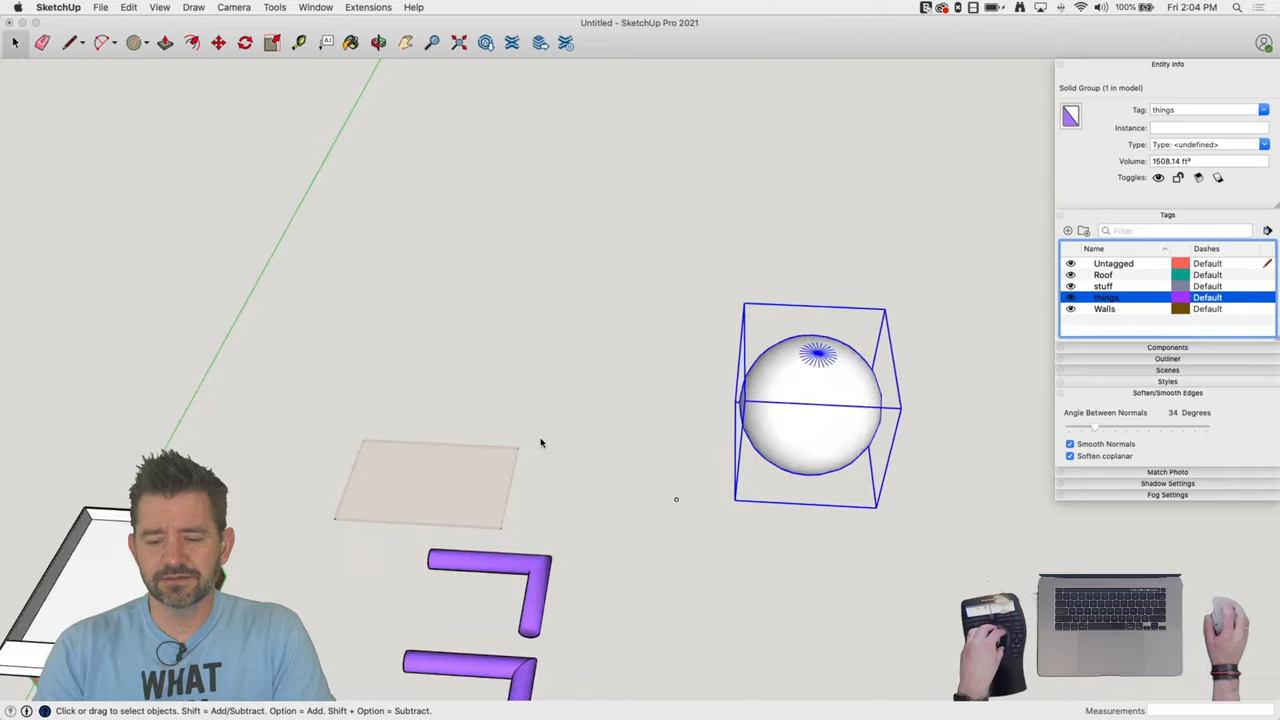 SketchUp File Edit View Draw Camera Tools Window Extensions Help
100% Fri 2:04 PM
Untitled - SketchUp Pro 2021
Entity Info
Solid Group (1 in model)
Tag: things
Instance:
Type: Type: <undefined>
Volume: 1508.14 ft³
Toggles:
Tags
Filter
Name Dashes
Untagged Default
Roof Default
stuff Default
things Default
Walls Default
Components
Outliner
Scenes
Styles
Soften/Smooth Edges
Angle Between Normals 34 Degrees
Smooth Normals
Soften coplanar
Match Photo
Shadow Settings
Fog Settings
WHAT
Click or drag to select objects. Shift = Add/Subtract. Option = Add. Shift + Option = Subtract.
Measurements